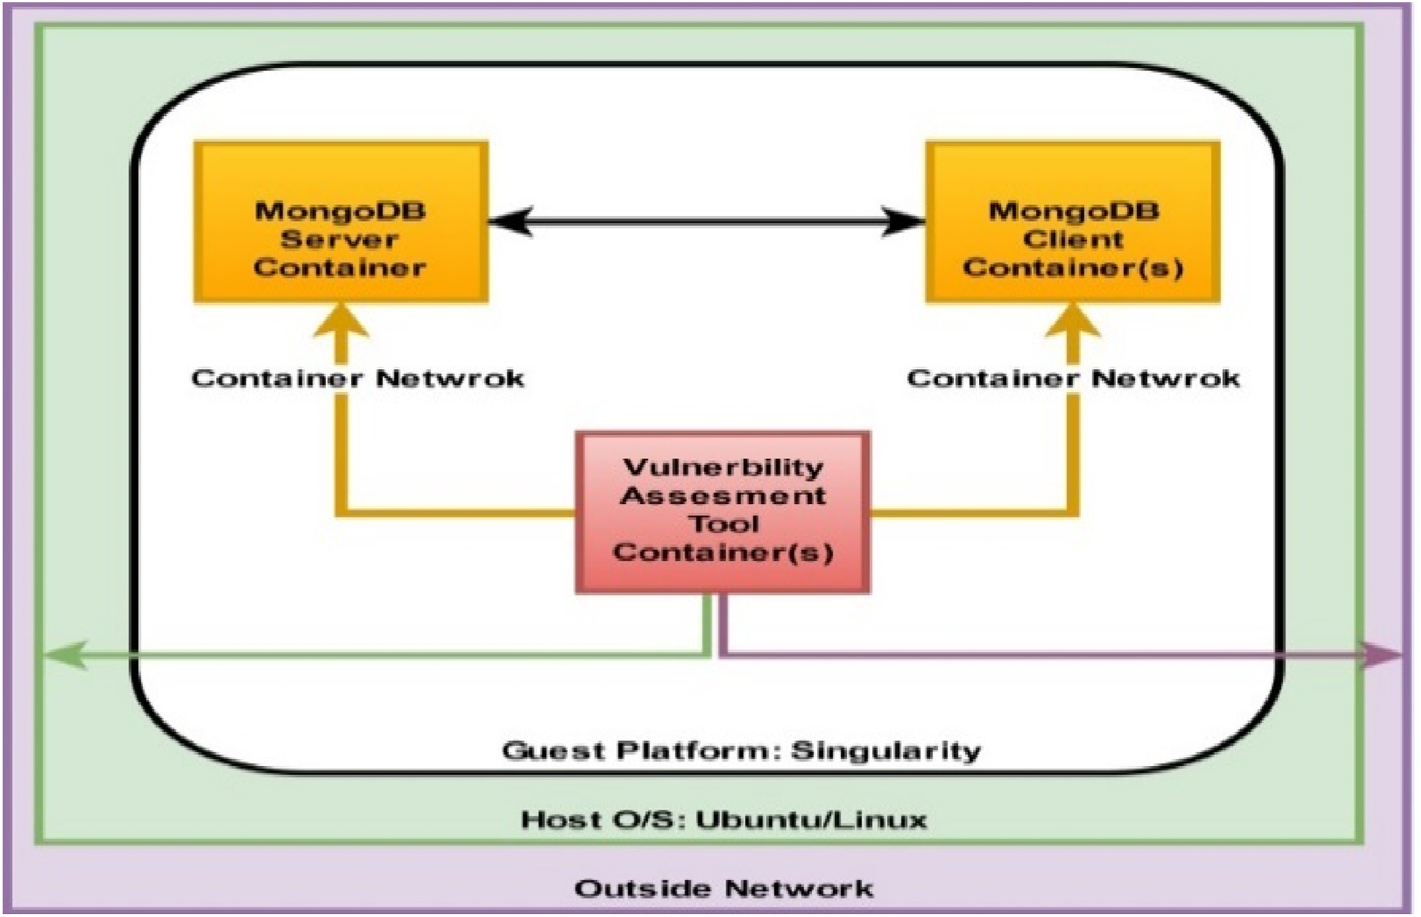 MongoDB
Server
Container
MongoDB
Client
Container(s)
Container Netwrok
Container Netwrok
Vulnerbility
Assesment
Tool
Container(s)
Guest Platform: Singularity
Host O/S: Ubuntu/Linux
Outside Network